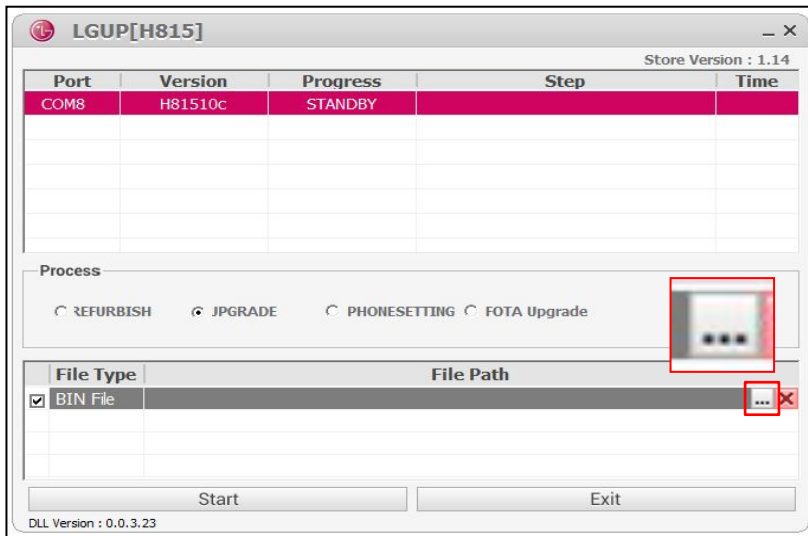 LGUP[H815]
Store Version : 1.14
Port Version Progress Step Time
COM8 H81510c STANDBY
Process
REFURBISH JPGRADE PHONESETTING FOTA Upgrade
...
File Type File Path
BIN File ...
Start Exit
DLL Version : 0.0.3.23